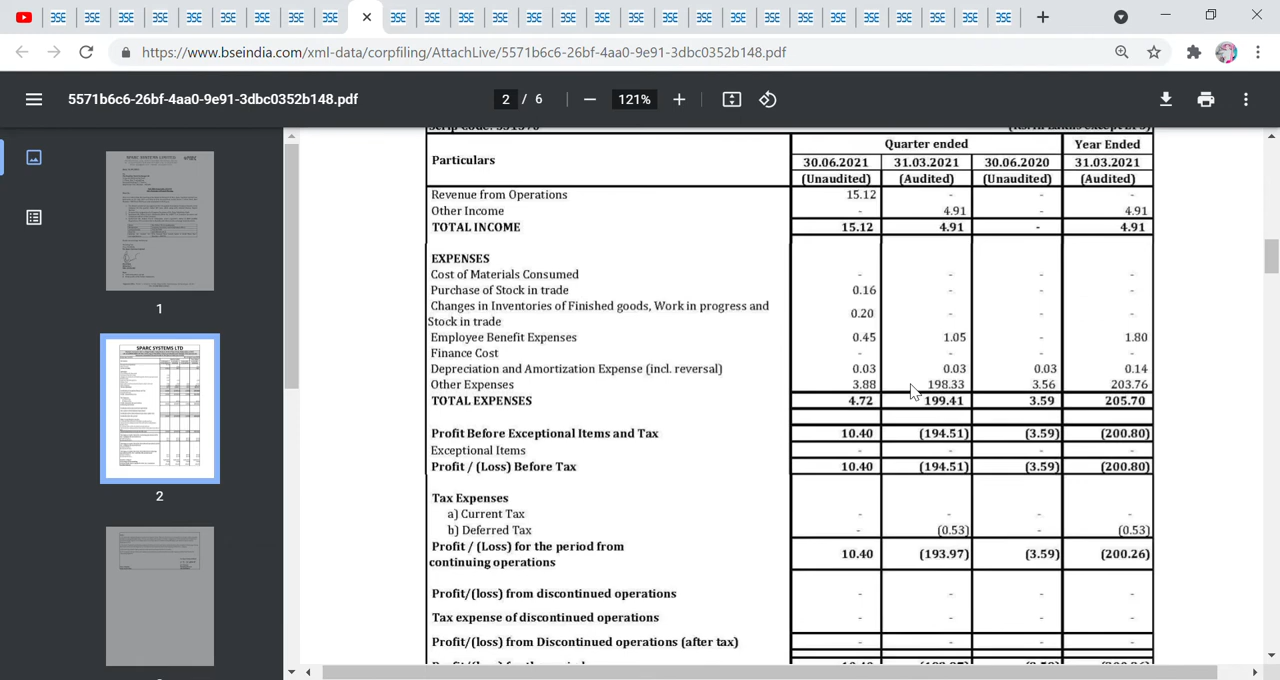 https://www.bseindia.com/xml-data/corpfiling/AttachLive/5571b6c6-26bf-4aa0-9e91-3dbc0352b148.pdf
5571b6c6-26bf-4aa0-9e91-3dbc0352b148.pdf 2 / 6 121%
Particulars Quarter ended Year Ended
30.06.2021 31.03.2021 30.06.2020 31.03.2021
(Unaudited) (Audited) (Unaudited) (Audited)
Revenue from Operations 15.12 - - -
Other Income - 4.91 - 4.91
TOTAL INCOME 15.12 4.91 - 4.91
EXPENSES
Cost of Materials Consumed - - - -
Purchase of Stock in trade 0.16 - - -
Changes in Inventories of Finished goods, Work in progress and
Stock in trade 0.20 - - -
Employee Benefit Expenses 0.45 1.05 - 1.80
Finance Cost - - - -
Depreciation and Amortization Expense (incl. reversal) 0.03 0.03 0.03 0.14
Other Expenses 3.88 198.33 3.56 203.76
TOTAL EXPENSES 4.72 199.41 3.59 205.70
Profit Before Exceptional Items and Tax 10.40 (194.51) (3.59) (200.80)
Exceptional Items - - - -
Profit / (Loss) Before Tax 10.40 (194.51) (3.59) (200.80)
Tax Expenses
a) Current Tax - - - -
b) Deferred Tax - (0.53) - (0.53)
Profit / (Loss) for the period from
continuing operations 10.40 (193.97) (3.59) (200.26)
Profit/(loss) from discontinued operations - - - -
Tax expense of discontinued operations - - - -
Profit/(loss) from Discontinued operations (after tax) - - - -
SPARC SYSTEMS LIMITED
1
SPARC SYSTEMS LTD
2